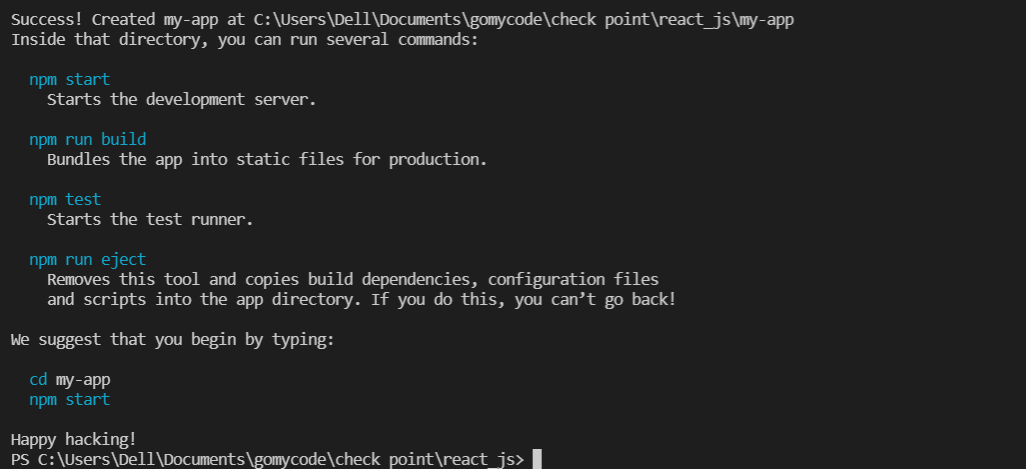 Success! Created my-app at C:\Users\Dell\Documents\gomycode\check point\react_js\my-app
Inside that directory, you can run several commands:
npm start
Starts the development server.
npm run build
Bundles the app into static files for production.
npm test
Starts the test runner.
npm run eject
Removes this tool and copies build dependencies, configuration files
and scripts into the app directory. If you do this, you can’t go back!
We suggest that you begin by typing:
cd my-app
npm start
Happy hacking!
PS C:\Users\Dell\Documents\gomycode\check point\react_js>